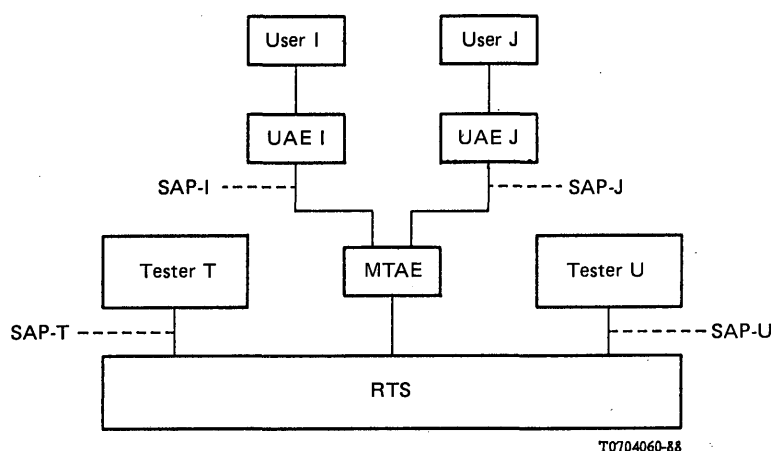 User I
User J
UAE I
UAE J
SAP-I
SAP-J
Tester T
MTAE
Tester U
SAP-T
SAP-U
RTS
T0704060-88